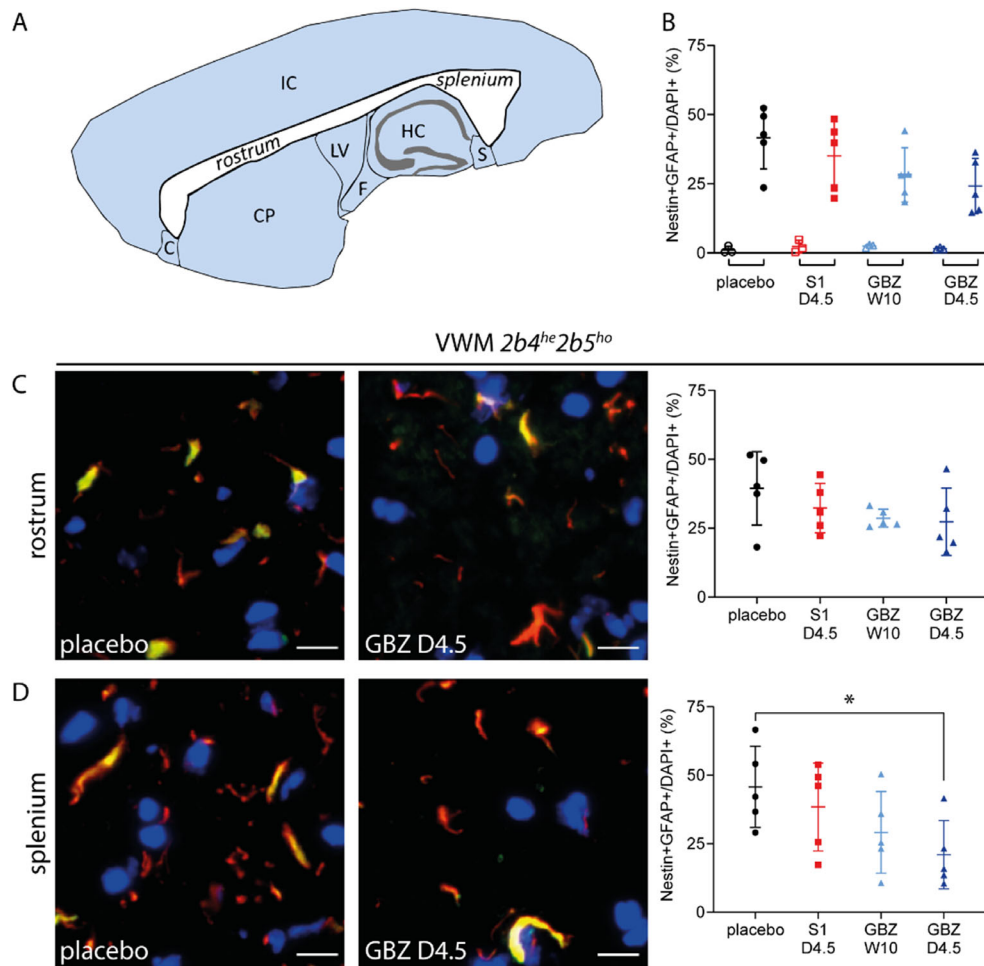 A
IC
splenium
rostrum
LV
HC
S
F
CP
C
B
Nestin+GFAP+/DAPI+ (%)
75
50
25
0
placebo
S1
D4.5
GBZ
W10
GBZ
D4.5
VWM 2b4he2b5ho
C
rostrum
placebo
GBZ D4.5
Nestin+GFAP+/DAPI+ (%)
75
50
25
0
placebo
S1
D4.5
GBZ
W10
GBZ
D4.5
D
splenium
placebo
GBZ D4.5
Nestin+GFAP+/DAPI+ (%)
75
50
25
0
*
placebo
S1
D4.5
GBZ
W10
GBZ
D4.5